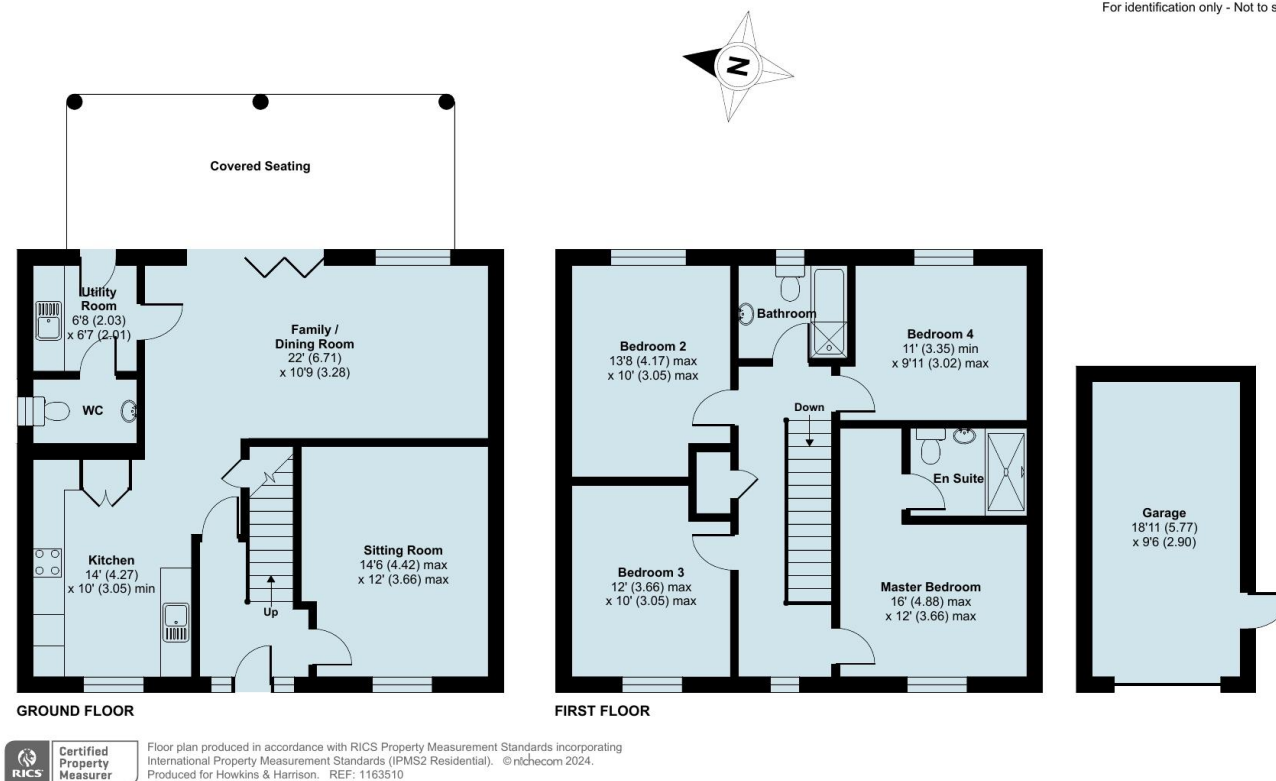 For identification only - Not to s
N
Covered Seating
Utility
Room
6'8 (2.03)
x 6'7 (2.01)
Family /
Dining Room
22' (6.71)
x 10'9 (3.28)
WC
Kitchen
14' (4.27)
x 10' (3.05) min
Up
Sitting Room
14'6 (4.42) max
x 12' (3.66) max
GROUND FLOOR
Bedroom 2
13'8 (4.17) max
x 10' (3.05) max
Bathroom
Bedroom 4
11' (3.35) min
x 9'11 (3.02) max
Down
En Suite
Bedroom 3
12' (3.66) max
x 10' (3.05) max
Master Bedroom
16' (4.88) max
x 12' (3.66) max
FIRST FLOOR
Garage
18'11 (5.77)
x 9'6 (2.90)
RICS
Certified
Property
Measurer
Floor plan produced in accordance with RICS Property Measurement Standards incorporating
International Property Measurement Standards (IPMS2 Residential). © nichecom 2024.
Produced for Howkins & Harrison. REF: 1163510